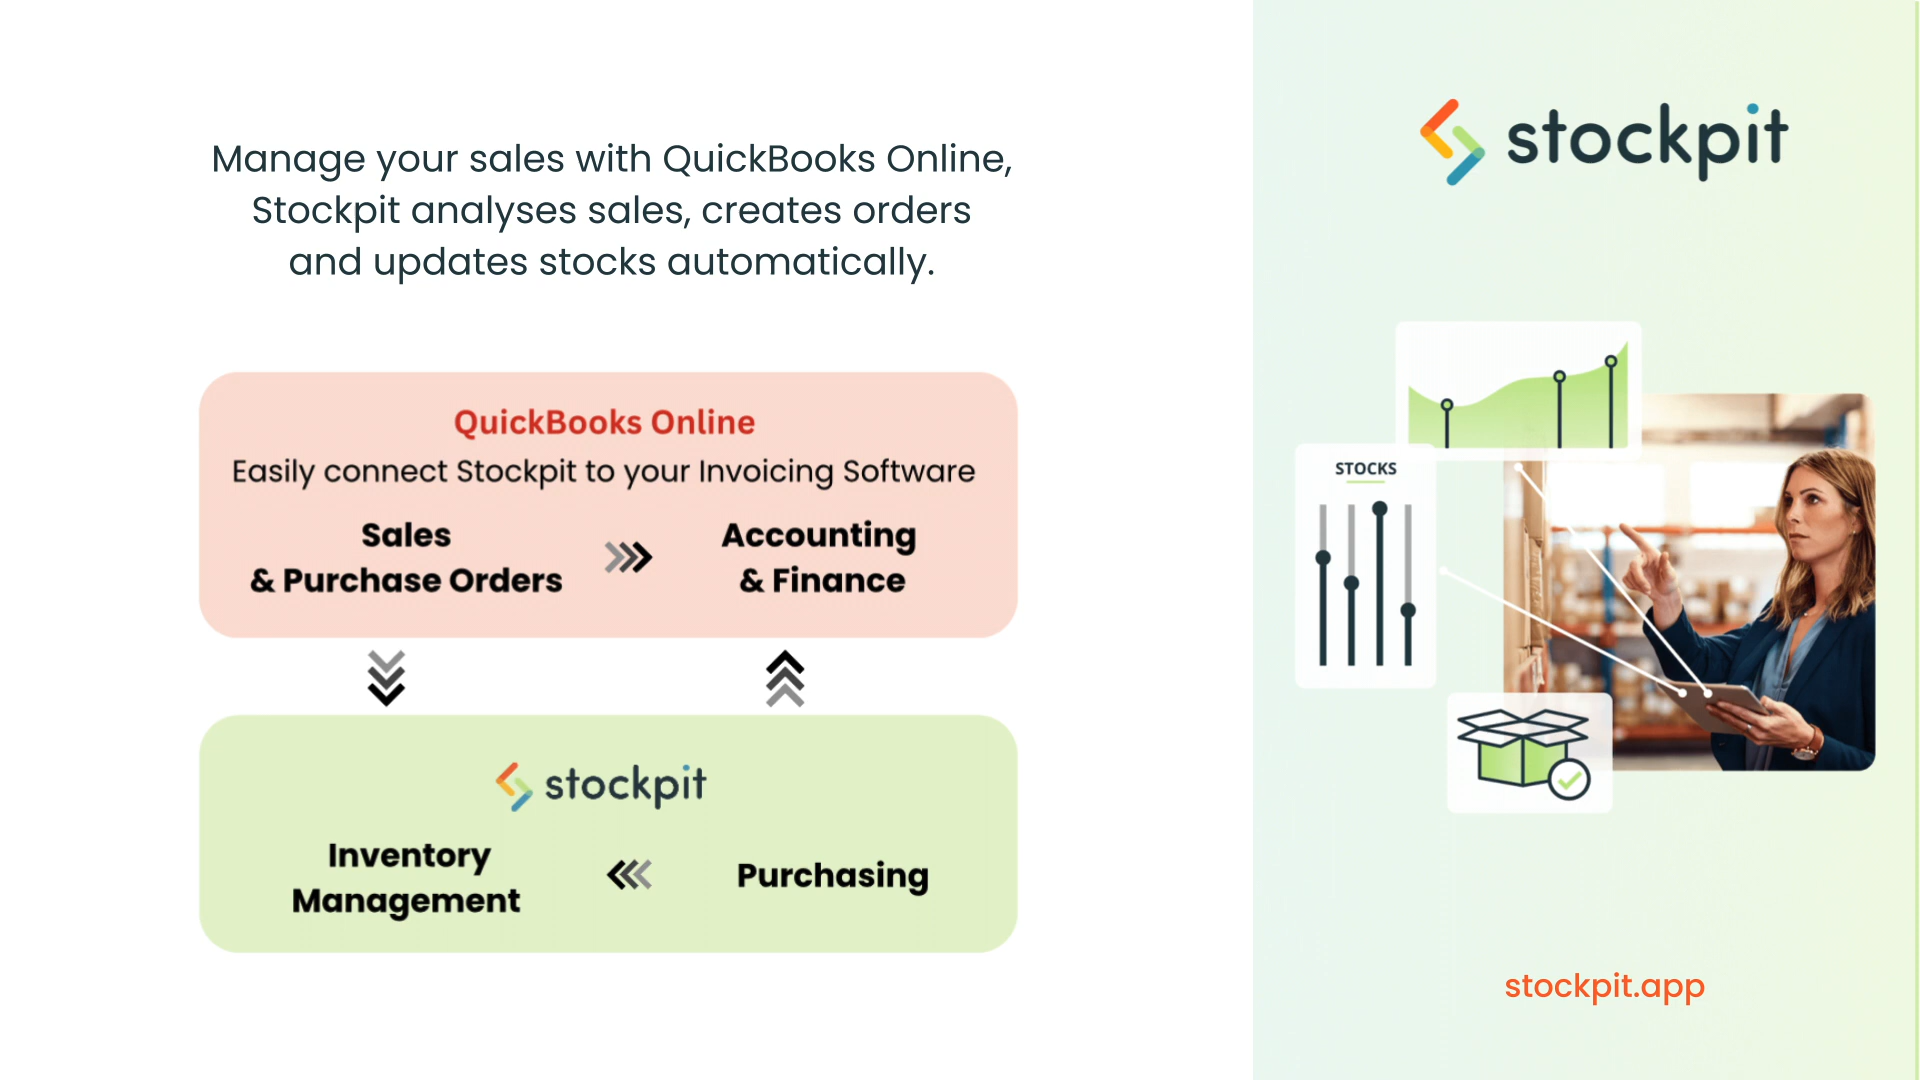 Manage your sales with QuickBooks Online,
Stockpit analyses sales, creates orders
and updates stocks automatically.
QuickBooks Online
Easily connect Stockpit to your Invoicing Software
Sales
& Purchase Orders
Accounting
& Finance
stockpit
Inventory
Management
Purchasing
stockpit
STOCKS
stockpit.app